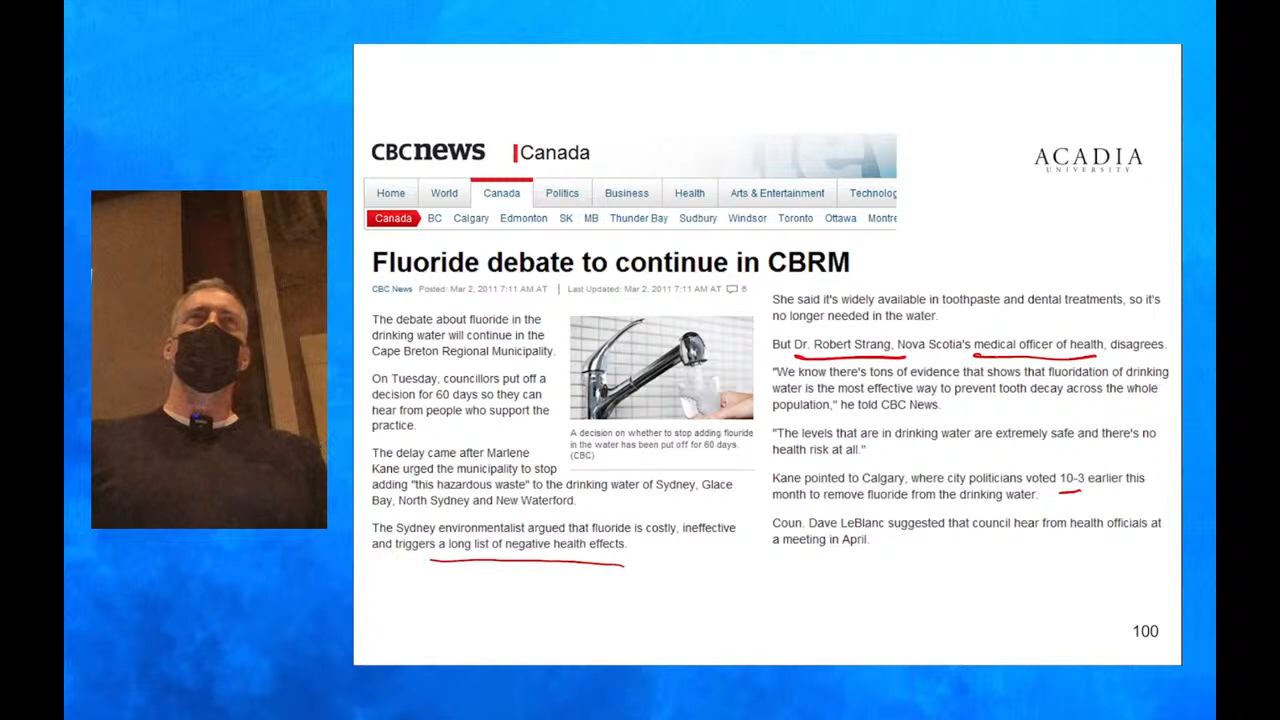 CBCnews | Canada
ACADIA
UNIVERSITY
Home World Canada Politics Business Health Arts & Entertainment Technolog
Canada BC Calgary Edmonton SK MB Thunder Bay Sudbury Windsor Toronto Ottawa Montre
Fluoride debate to continue in CBRM
CBC News Posted: Mar 2, 2011 7:11 AM AT | Last Updated: Mar 2, 2011 7:11 AM AT 6
The debate about fluoride in the
drinking water will continue in the
Cape Breton Regional Municipality.
On Tuesday, councillors put off a
decision for 60 days so they can
hear from people who support the
practice.
The delay came after Marlene
Kane urged the municipality to stop
adding "this hazardous waste" to the drinking water of Sydney, Glace
Bay, North Sydney and New Waterford.
The Sydney environmentalist argued that fluoride is costly, ineffective
and triggers a long list of negative health effects.
A decision on whether to stop adding flouride
in the water has been put off for 60 days.
(CBC)
She said it's widely available in toothpaste and dental treatments, so it's
no longer needed in the water.
But Dr. Robert Strang, Nova Scotia's medical officer of health, disagrees.
"We know there's tons of evidence that shows that fluoridation of drinking
water is the most effective way to prevent tooth decay across the whole
population," he told CBC News.
"The levels that are in drinking water are extremely safe and there's no
health risk at all."
Kane pointed to Calgary, where city politicians voted 10-3 earlier this
month to remove fluoride from the drinking water.
Coun. Dave LeBlanc suggested that council hear from health officials at
a meeting in April.
100